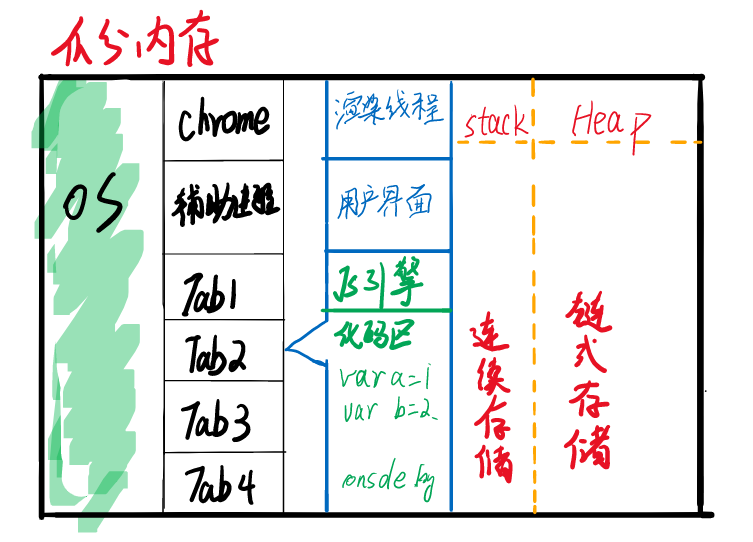 瓜分内存
OS
chrome
辅助进程
Tab1
Tab2
Tab3
Tab4
渲染线程
用户界面
Js引擎
代码区
var a=1
var b=2
onsole log
stack
连续存储
Heap
链式存储